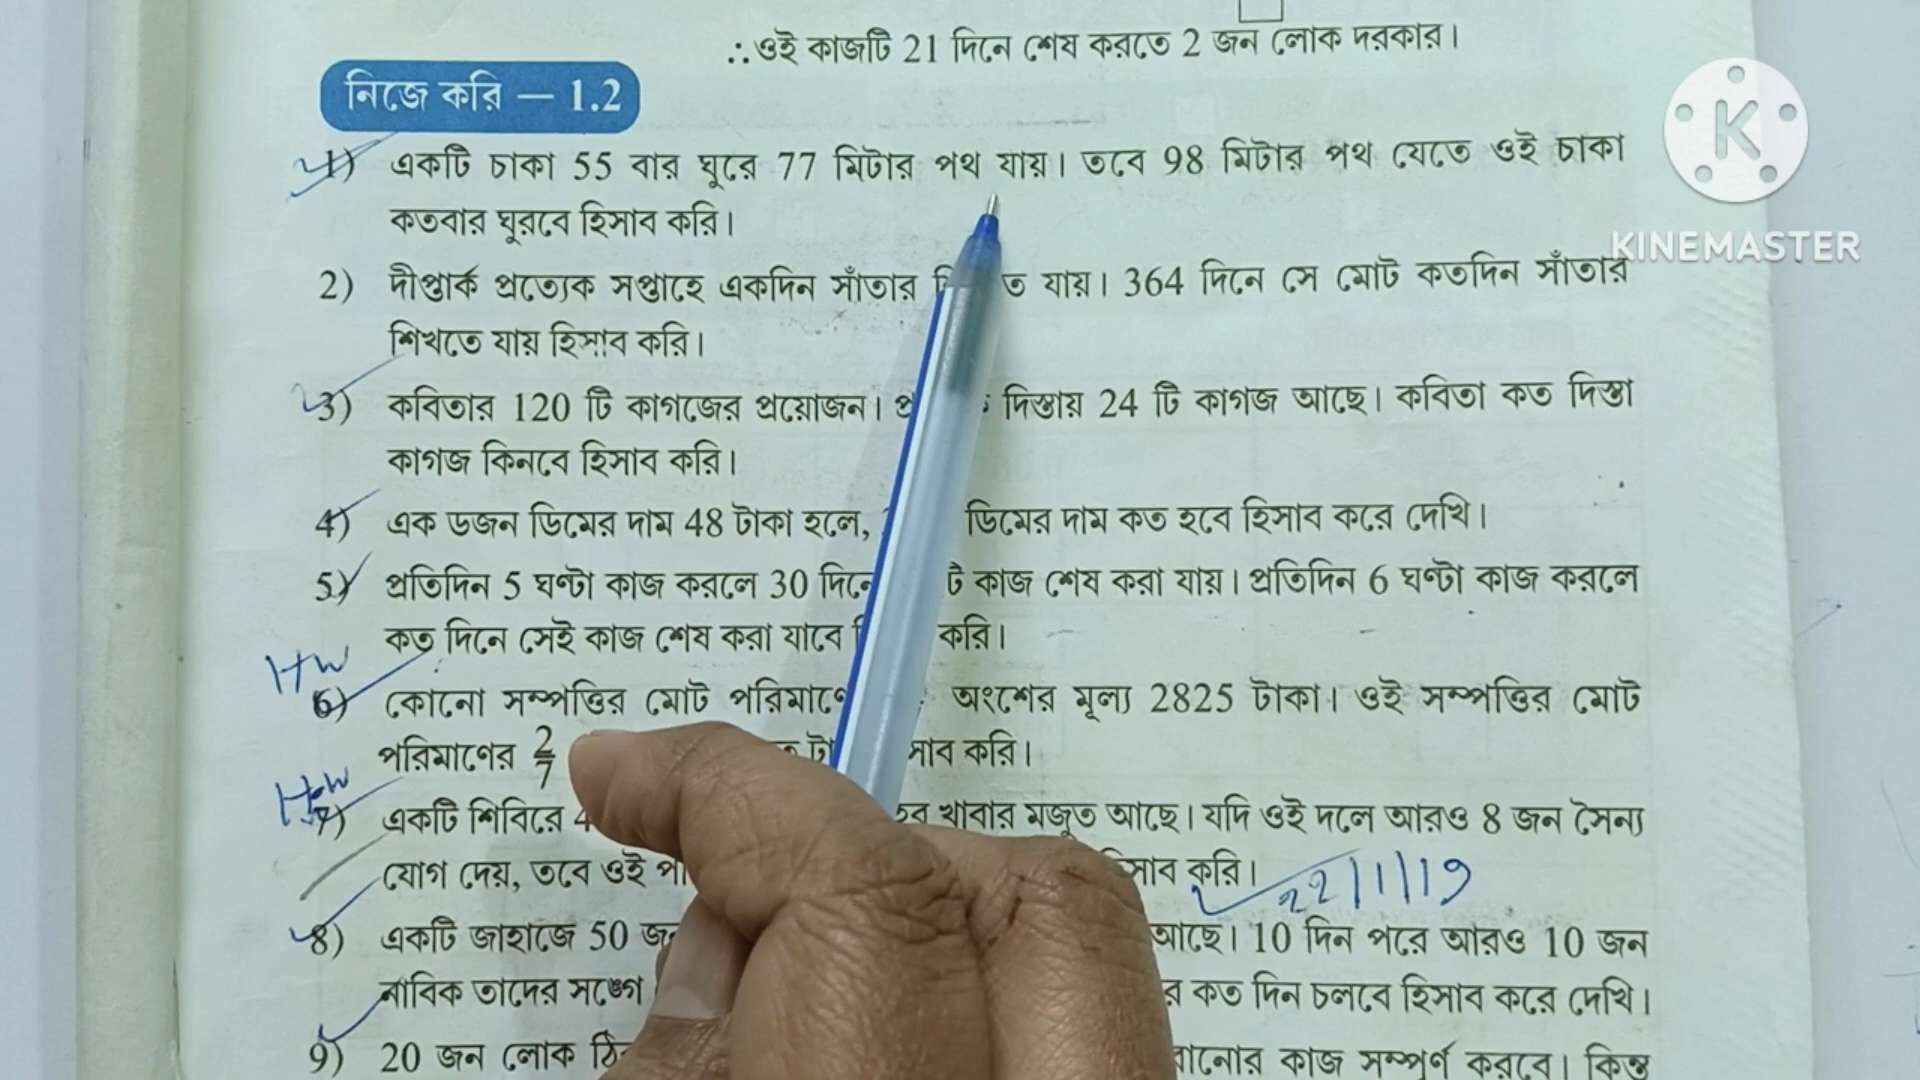 ∴ ওই কাজটি 21 দিনে শেষ করতে 2 জন লোক দরকার।
নিজে করি — 1.2
K
KINEMASTER
1) একটি চাকা 55 বার ঘুরে 77 মিটার পথ যায়। তবে 98 মিটার পথ যেতে ওই চাকা
কতবার ঘুরবে হিসাব করি।
2) দীপ্তার্ক প্রত্যেক সপ্তাহে একদিন সাঁতার যায়। 364 দিনে সে মোট কতদিন সাঁতার
শিখতে যায় হিসাব করি।
3) কবিতার 120 টি কাগজের প্রয়োজন। দিস্তায় 24 টি কাগজ আছে। কবিতা কত দিস্তা
কাগজ কিনবে হিসাব করি।
4) এক ডজন ডিমের দাম 48 টাকা হলে, ডিমের দাম কত হবে হিসাব করে দেখি।
5) প্রতিদিন 5 ঘণ্টা কাজ করলে 30 দিনে কাজ শেষ করা যায়। প্রতিদিন 6 ঘণ্টা কাজ করলে
কত দিনে সেই কাজ শেষ করা যাবে করি।
HW
6) কোনো সম্পত্তির মোট অংশের মূল্য 2825 টাকা। ওই সম্পত্তির মোট
পরিমাণের 2/7 করি।
H.W
7) একটি শিবিরে খাবার মজুত আছে। যদি ওই দলে আরও 8 জন সৈন্য
যোগ দেয়, তবে ওই করি।
22/1/19
8) একটি জাহাজে 50 আছে। 10 দিন পরে আরও 10 জন
নাবিক তাদের সঙ্গে কত দিন চলবে হিসাব করে দেখি।
9) 20 জন লোক কাজ সম্পূর্ণ করবে। কিন্তু